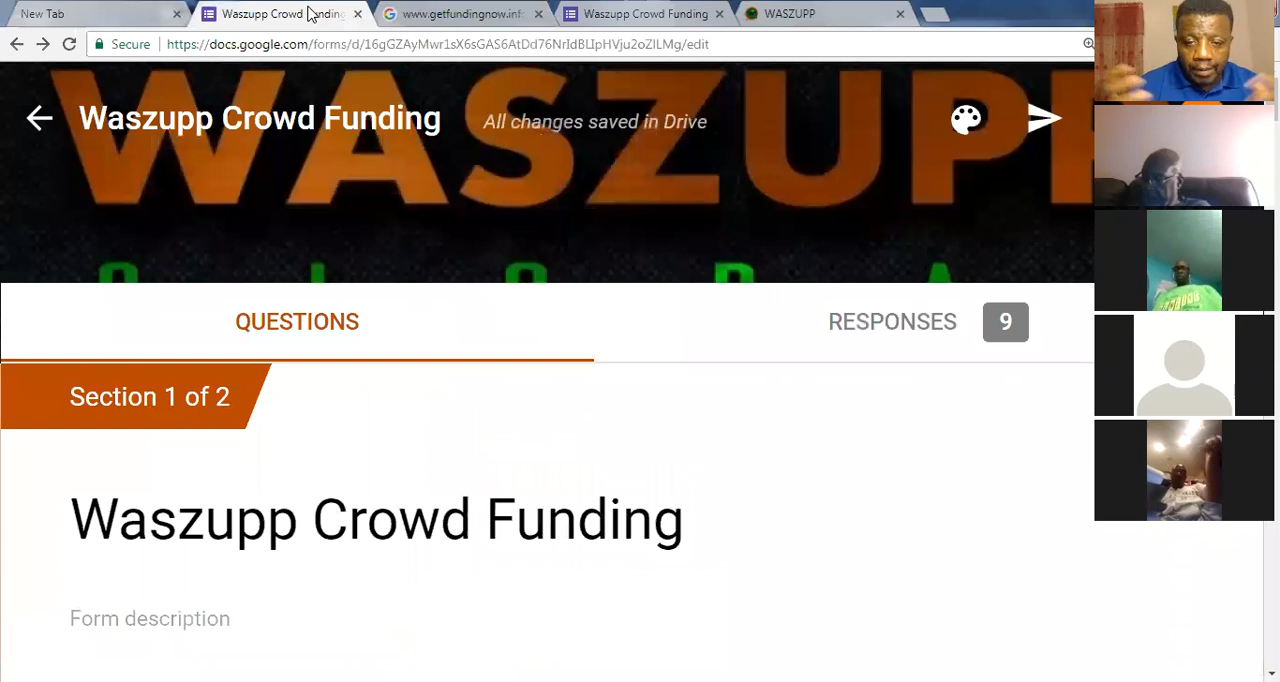 New Tab
Waszupp Crowd Funding
www.getfundingnow.inf
Waszupp Crowd Funding
WASZUPP
Secure
https://docs.google.com/forms/d/16gGZAyMwr1sX6sGAS6AtDd76NrIdBLIpHVju2oZILMg/edit
WASZUPP
Waszupp Crowd Funding
All changes saved in Drive
QUESTIONS
RESPONSES
9
Section 1 of 2
Waszupp Crowd Funding
Form description